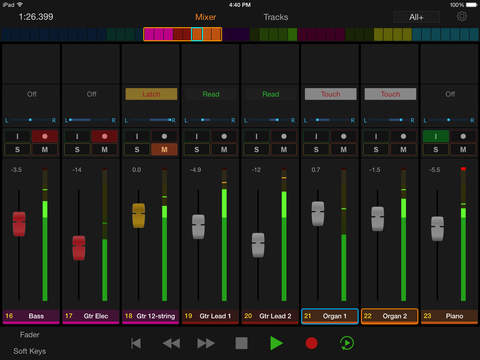 iPad 4:40 PM 100%
1:26.399 Mixer Tracks All+
Off Off Latch Read Read Touch Touch Off
L R L R L R L R L R L R L R L R
I I I I I I I I
S M S M S M S M S M S M S M S M
-3.5 -14 0.0 -4.9 -12 0.7 -1.5 -5.5
16 Bass 17 Gtr Elec 18 Gtr 12-string 19 Gtr Lead 1 20 Gtr Lead 2 21 Organ 1 22 Organ 2 23 Piano
Fader
Soft Keys